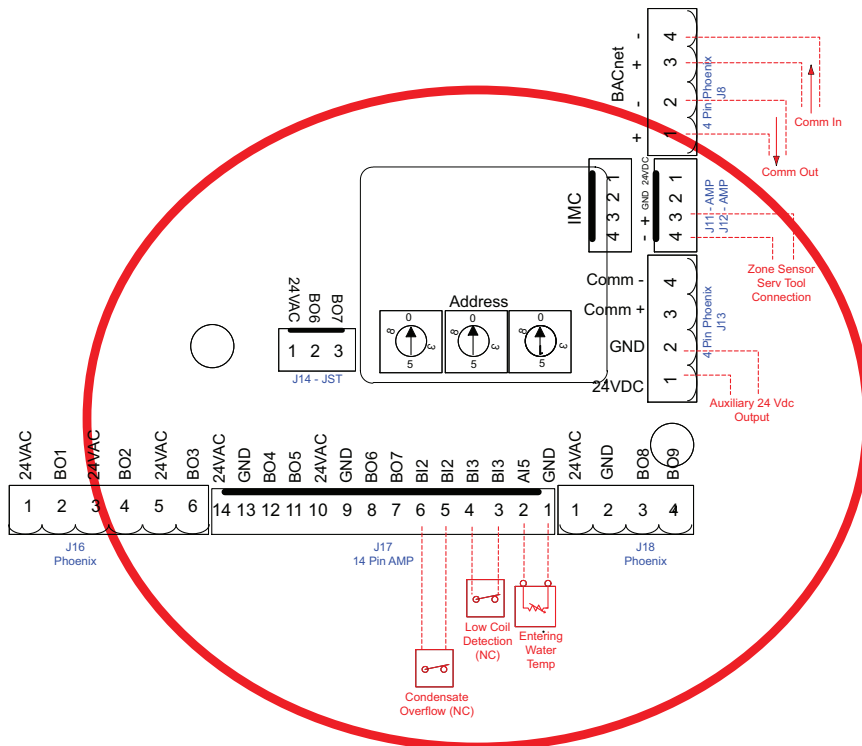 BACnet
- + - +
4 3 2 1
4 Pin Phoenix
J8
Comm In
Comm Out
IMC
1 2 3 4
24VDC
GND
+
-
1 2 3 4
J11 - AMP
J12 - AMP
Zone Sensor
Serv Tool
Connection
Comm -
Comm +
GND
24VDC
4
3
2
1
4 Pin Phoenix
J13
Auxiliary 24 Vdc
Output
Address
0 8 3 5
0 8 3 5
0 8 3 5
24VAC BO6 BO7
1 2 3
J14 - JST
24VAC BO1 24VAC BO2 24VAC BO3
1 2 3 4 5 6
J16
Phoenix
24VAC GND BO4 BO5 24VAC GND BO6 BO7 BI2 BI2 BI3 BI3 AI5 GND
14 13 12 11 10 9 8 7 6 5 4 3 2 1
J17
14 Pin AMP
24VAC GND BO8 BO9
1 2 3 4
J18
Phoenix
Low Coil
Detection
(NC)
Entering
Water
Temp
Condensate
Overflow (NC)